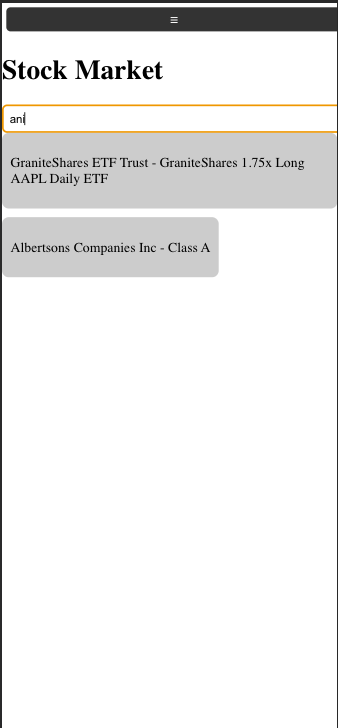 ≡
Stock Market
ani
GraniteShares ETF Trust - GraniteShares 1.75x Long
AAPL Daily ETF
Albertsons Companies Inc - Class A